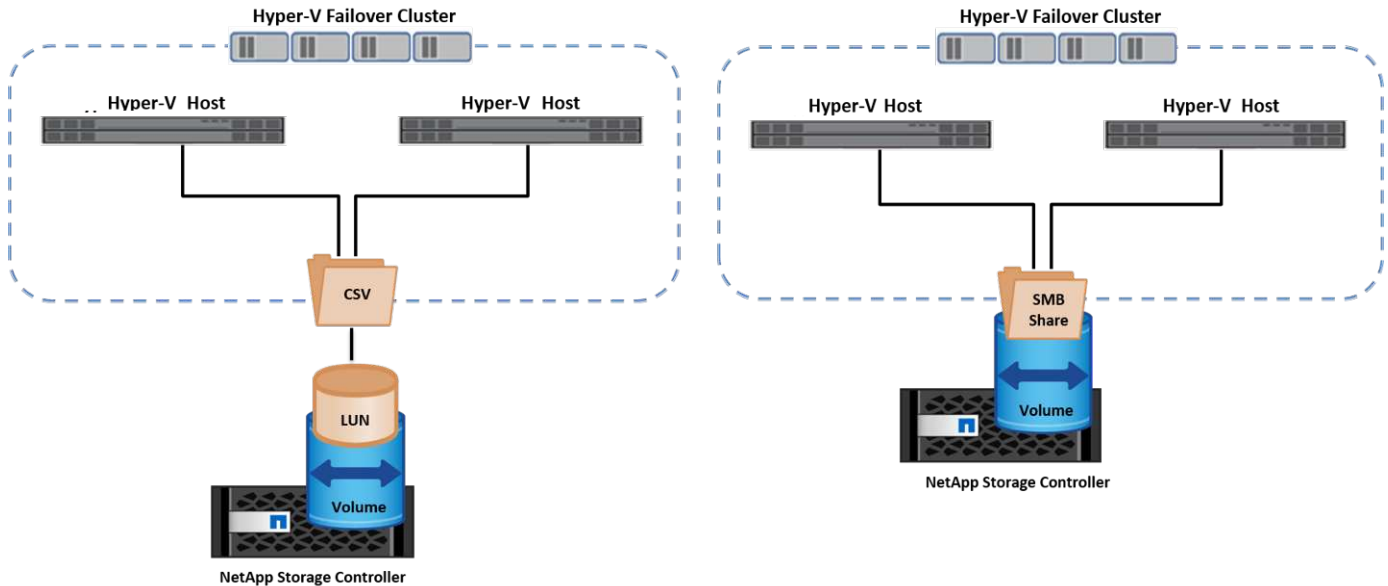 Hyper-V Failover Cluster
Hyper-V Host
Hyper-V Host
CSV
LUN
Volume
NetApp Storage Controller
Hyper-V Failover Cluster
Hyper-V Host
Hyper-V Host
SMB
Share
Volume
NetApp Storage Controller